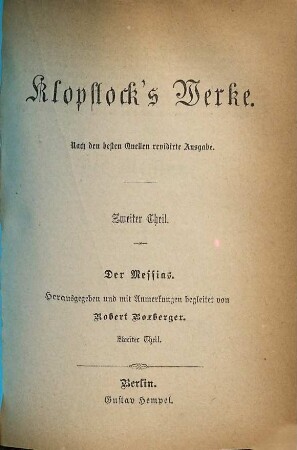 Klopstock's Werke.
Nach den besten Quellen revidirte Ausgabe.
Zweiter Theil.
Der Messias.
Herausgegeben und mit Anmerkungen begleitet von
Robert Boxberger.
Zweiter Theil.
Berlin.
Gustav Hempel.